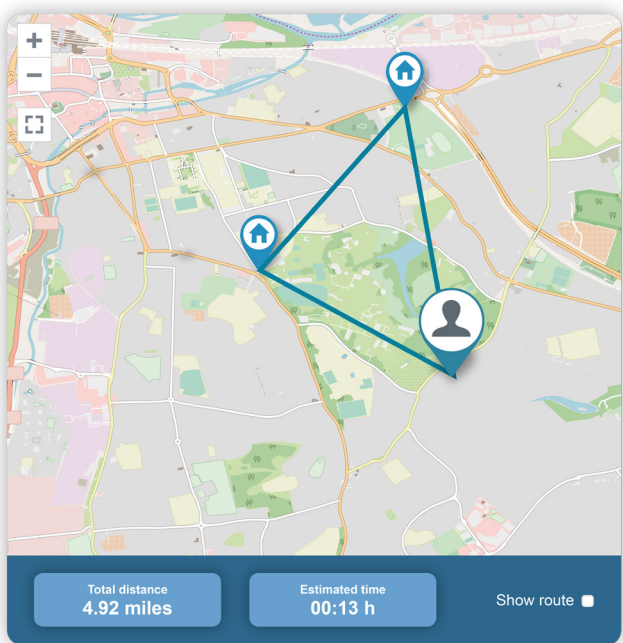 +
−
Total distance
4.92 miles
Estimated time
00:13 h
Show route